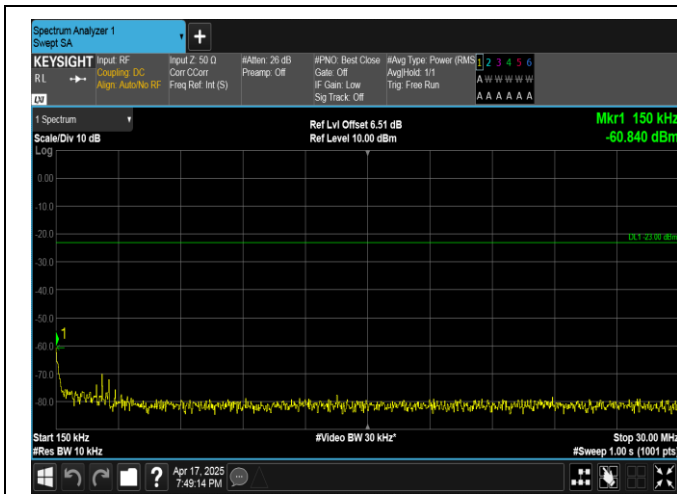 Spectrum Analyzer 1
Swept SA
+
KEYSIGHT Input: RF Input Z: 50 Ω #Atten: 26 dB #PNO: Best Close #Avg Type: Power (RMS 1 2 3 4 5 6
RL Coupling: DC Corr CCorr Preamp: Off Gate: Off Avg|Hold: 1/1 A W W W W W
Align: Auto/No RF Freq Ref: Int (S) IF Gain: Low Trig: Free Run
LXI Sig Track: Off A A A A A A
1 Spectrum Ref Lvl Offset 6.51 dB Mkr1 150 kHz
Scale/Div 10 dB Ref Level 10.00 dBm -60.840 dBm
Log
0.00
-10.0
-20.0 DL1 -23.00 dBm
-30.0
-40.0
-50.0
1
-60.0
-70.0
-80.0
Start 150 kHz #Video BW 30 kHz* Stop 30.00 MHz
#Res BW 10 kHz #Sweep 1.00 s (1001 pts)
? Apr 17, 2025
7:49:14 PM